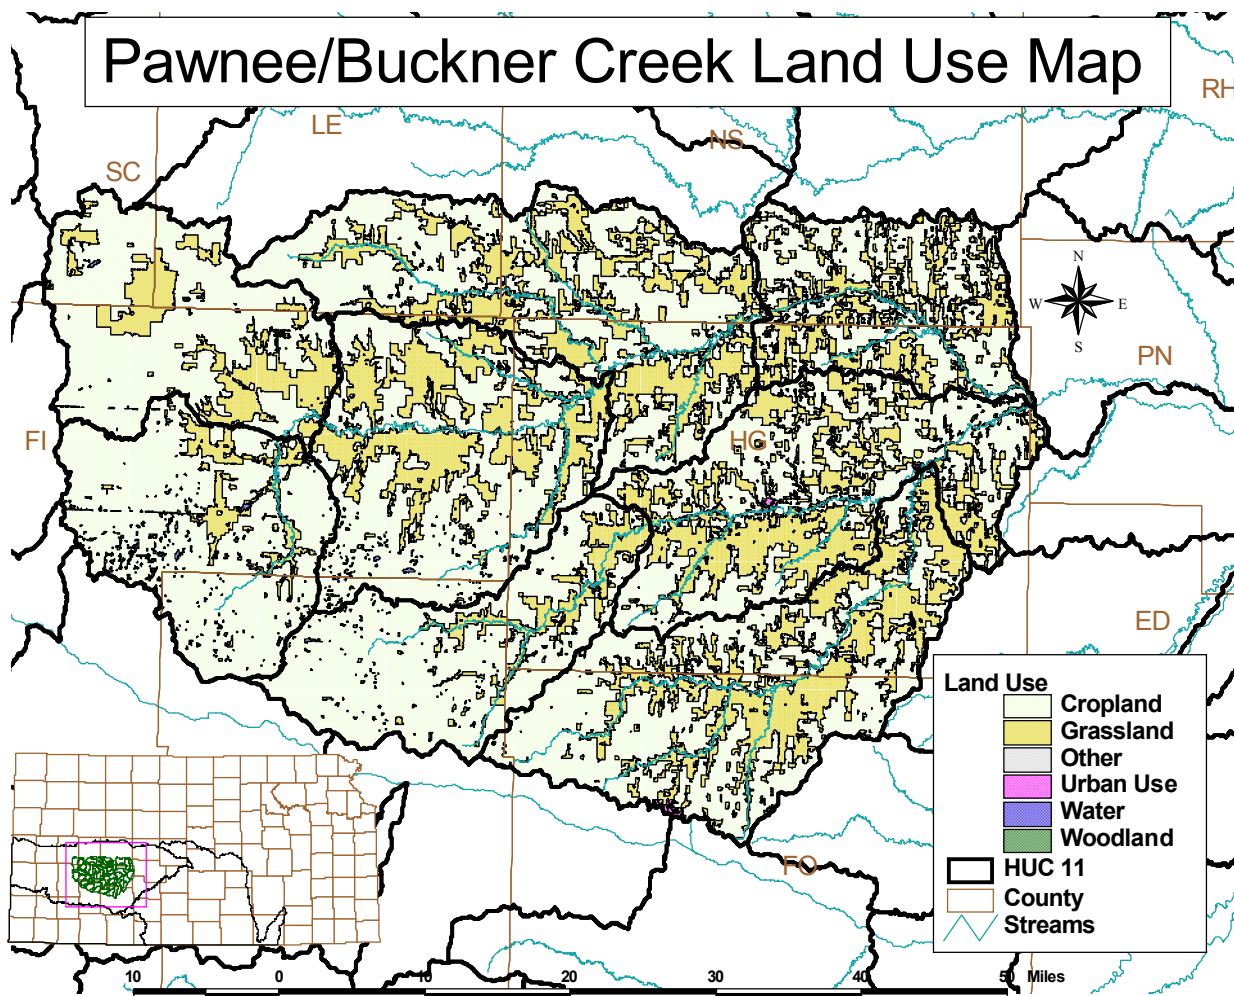 Pawnee/Buckner Creek Land Use Map
RH
LE
NS
SC
N
W E
S
PN
FI
HG
ED
FO
Land Use
Cropland
Grassland
Other
Urban Use
Water
Woodland
HUC 11
County
Streams
10 0 10 20 30 40 50 Miles